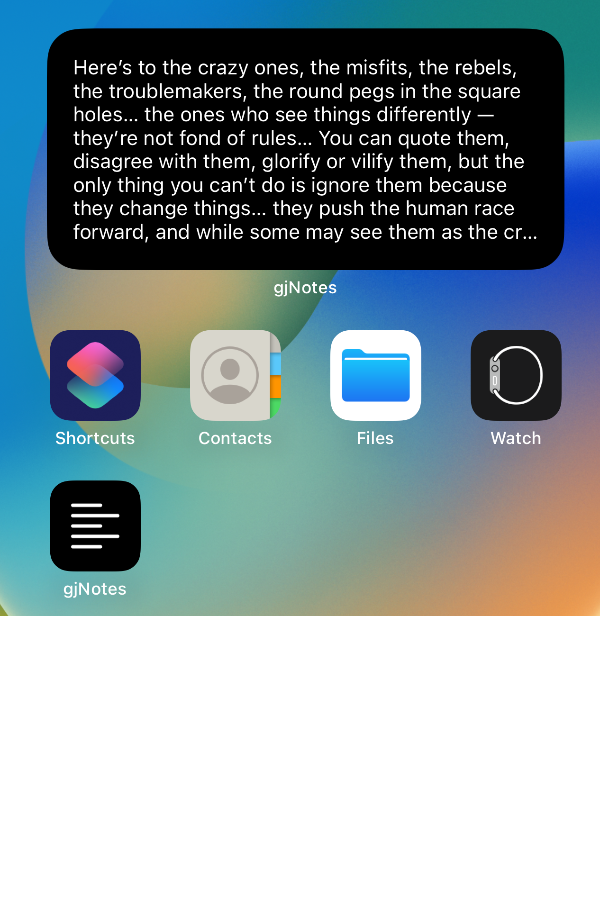 Here’s to the crazy ones, the misfits, the rebels,
the troublemakers, the round pegs in the square
holes... the ones who see things differently —
they’re not fond of rules... You can quote them,
disagree with them, glorify or vilify them, but the
only thing you can’t do is ignore them because
they change things... they push the human race
forward, and while some may see them as the cr...
gjNotes
Shortcuts
Contacts
Files
Watch
gjNotes